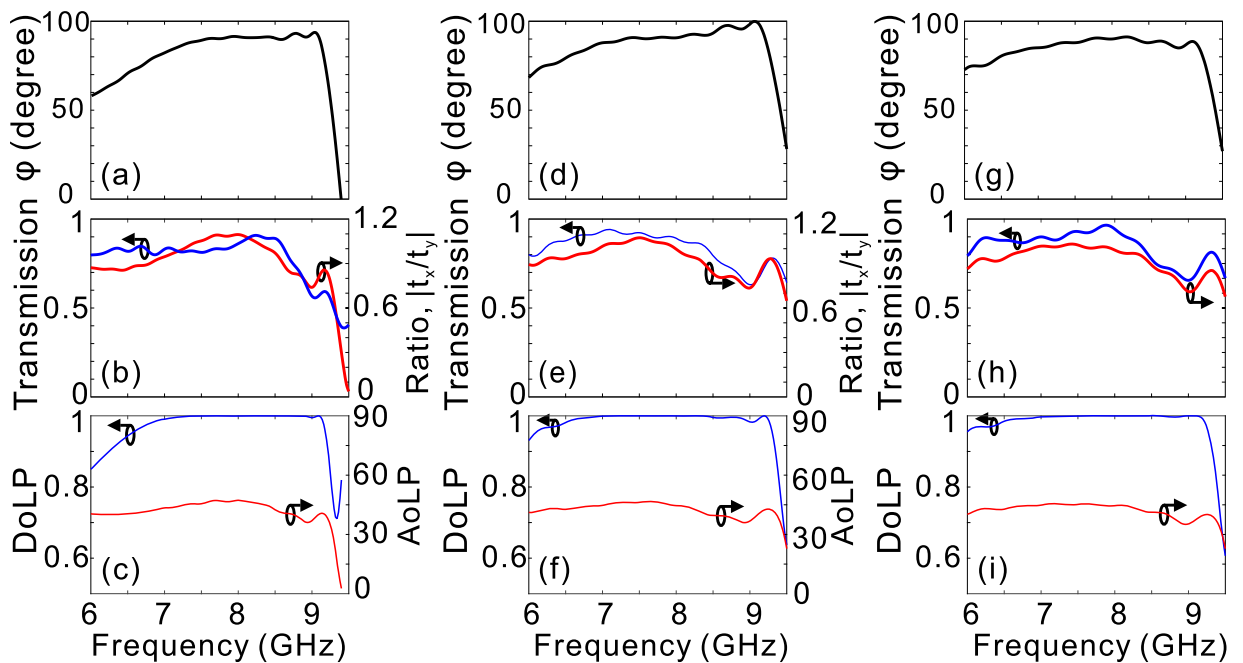 100 100 100
φ (degree) φ (degree) φ (degree)
50 50 50
(a) (d) (g)
0 0 0
1 1.2 1 1.2 1
Transmission Ratio, |tx/ty| Transmission Ratio, |tx/ty| Transmission
0.5 0.6 0.5 0.6 0.5
(b) (e) (h)
0 0 0 0 0
1 90 1 90 1
60 60
DoLP 0.8 AoLP DoLP 0.8 AoLP DoLP 0.8
30 30
0.6 0.6 0.6
(c) (f) (i)
0 0
6 7 8 9 6 7 8 9 6 7 8 9
Frequency (GHz) Frequency (GHz) Frequency (GHz)